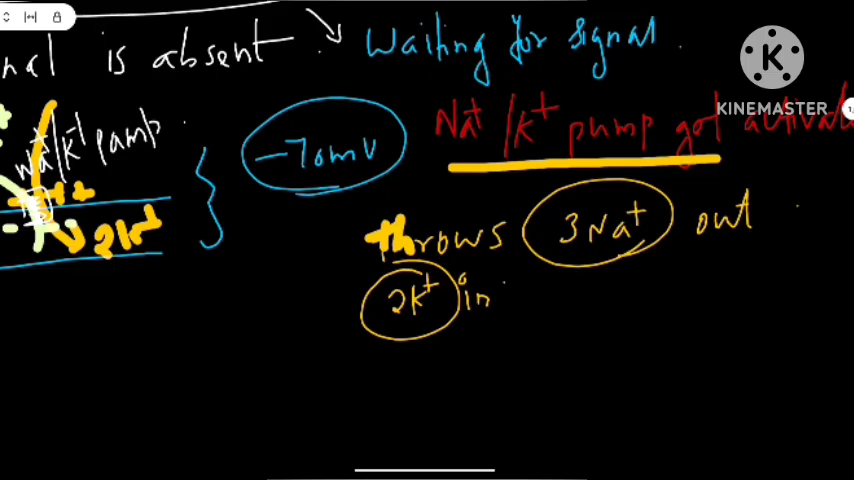 nal is absent
Waiting for signal.
K
KINEMASTER
Na+/K+ pump
-70mV
Na+/K+ pump got activa
throws 3Na+ out
2K+ in
2K+